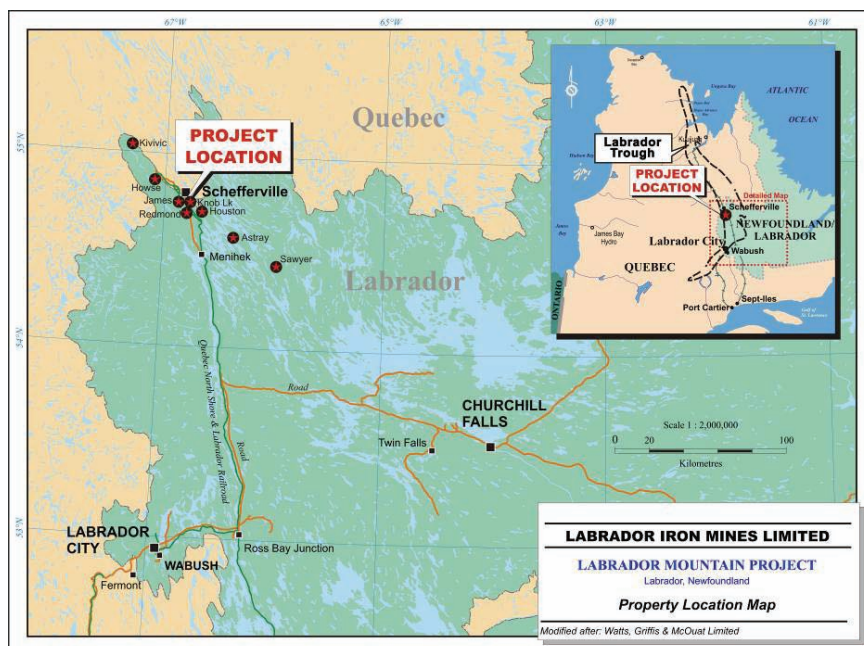 67°W
65°W
63°W
61°W
55°N
54°N
53°N
Quebec
Labrador
PROJECT
LOCATION
Kivivic
Howse
Schefferville
James
Knob Lk
Redmond
Houston
Astray
Sawyer
Menihek
Quebec North Shore & Labrador Railroad
Road
Road
CHURCHILL
FALLS
Twin Falls
LABRADOR
CITY
WABUSH
Ross Bay Junction
Fermont
Scale 1 : 2,000,000
0 20 40 60 100
Kilometres
ATLANTIC
OCEAN
Ungava Bay
Labrador
Trough
PROJECT
LOCATION
Detailed Map
Schefferville
NEWFOUNDLAND/
LABRADOR
Labrador City
Wabush
James Bay
Hydro
QUEBEC
ONTARIO
Sept-Iles
Port Cartier
LABRADOR IRON MINES LIMITED
LABRADOR MOUNTAIN PROJECT
Labrador, Newfoundland
Property Location Map
Modified after: Watts, Griffis & McOuat Limited